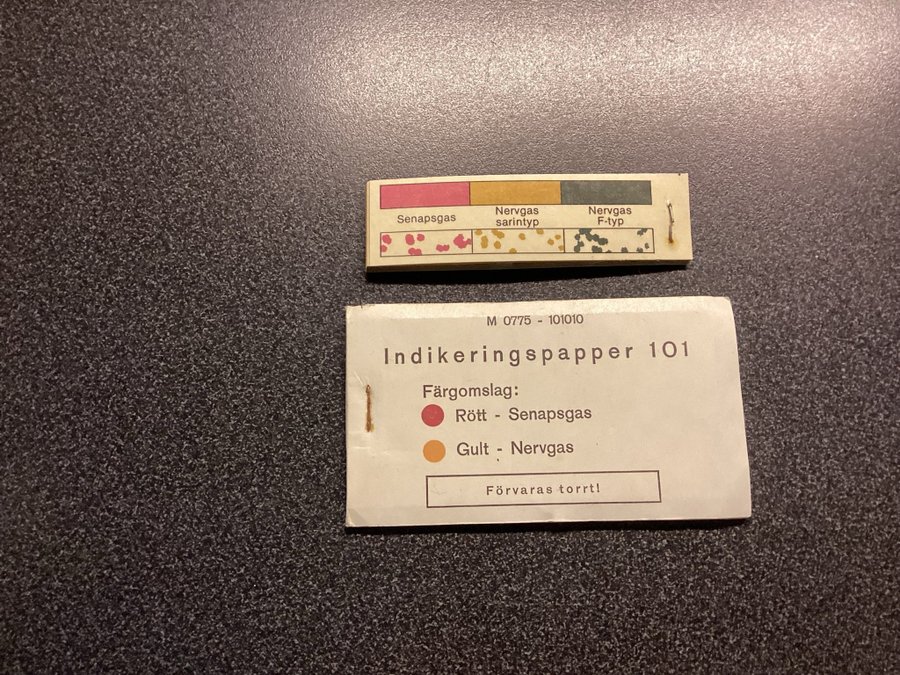 Senapsgas
Nervgas
sarintyp
Nervgas
F-typ
M 0775 - 101010
Indikeringspapper 101
Färgomslag:
Rött - Senapsgas
Gult - Nervgas
Förvaras torrt!